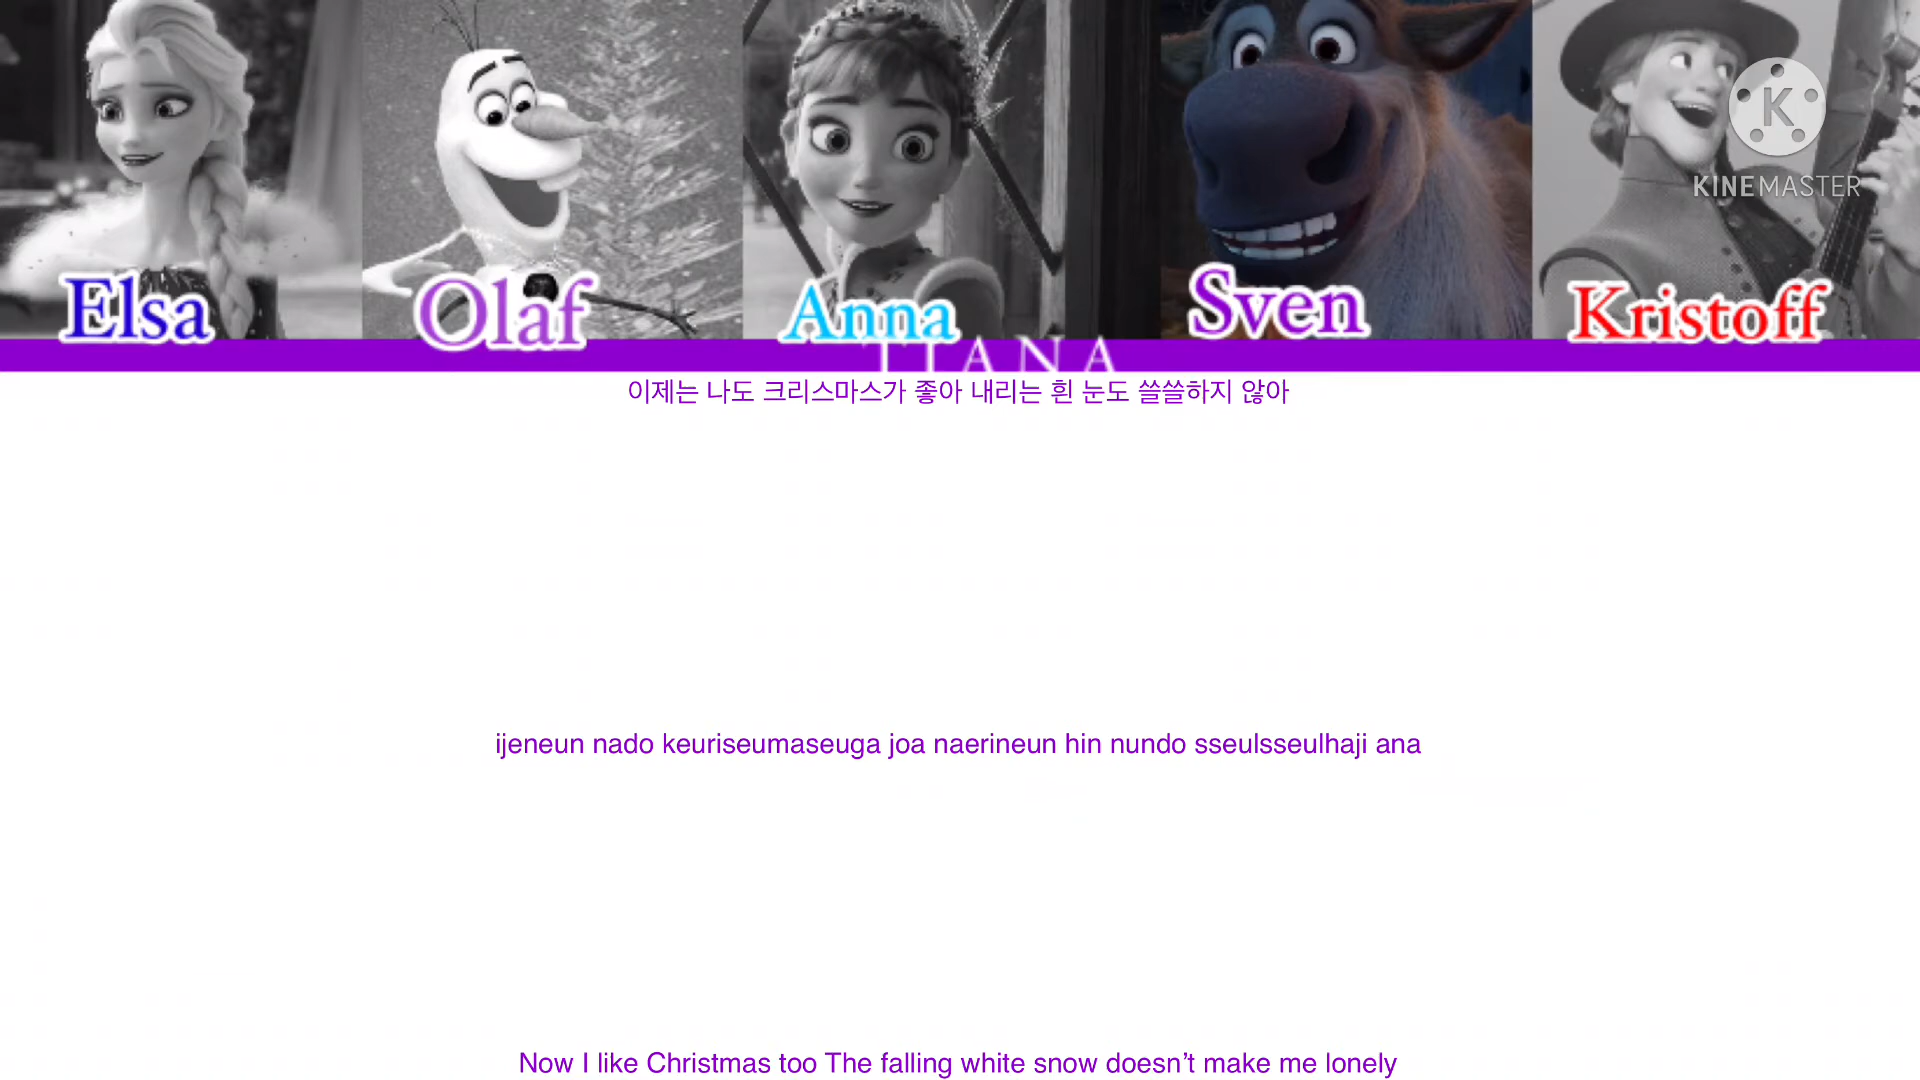 K
KINEMASTER
Elsa
Olaf
Anna
Sven
Kristoff
TIANA
이제는 나도 크리스마스가 좋아 내리는 흰 눈도 쓸쓸하지 않아
ijeneun nado keuriseumaseuga joa naerineun hin nundo sseulsseulhaji ana
Now I like Christmas too The falling white snow doesn’t make me lonely